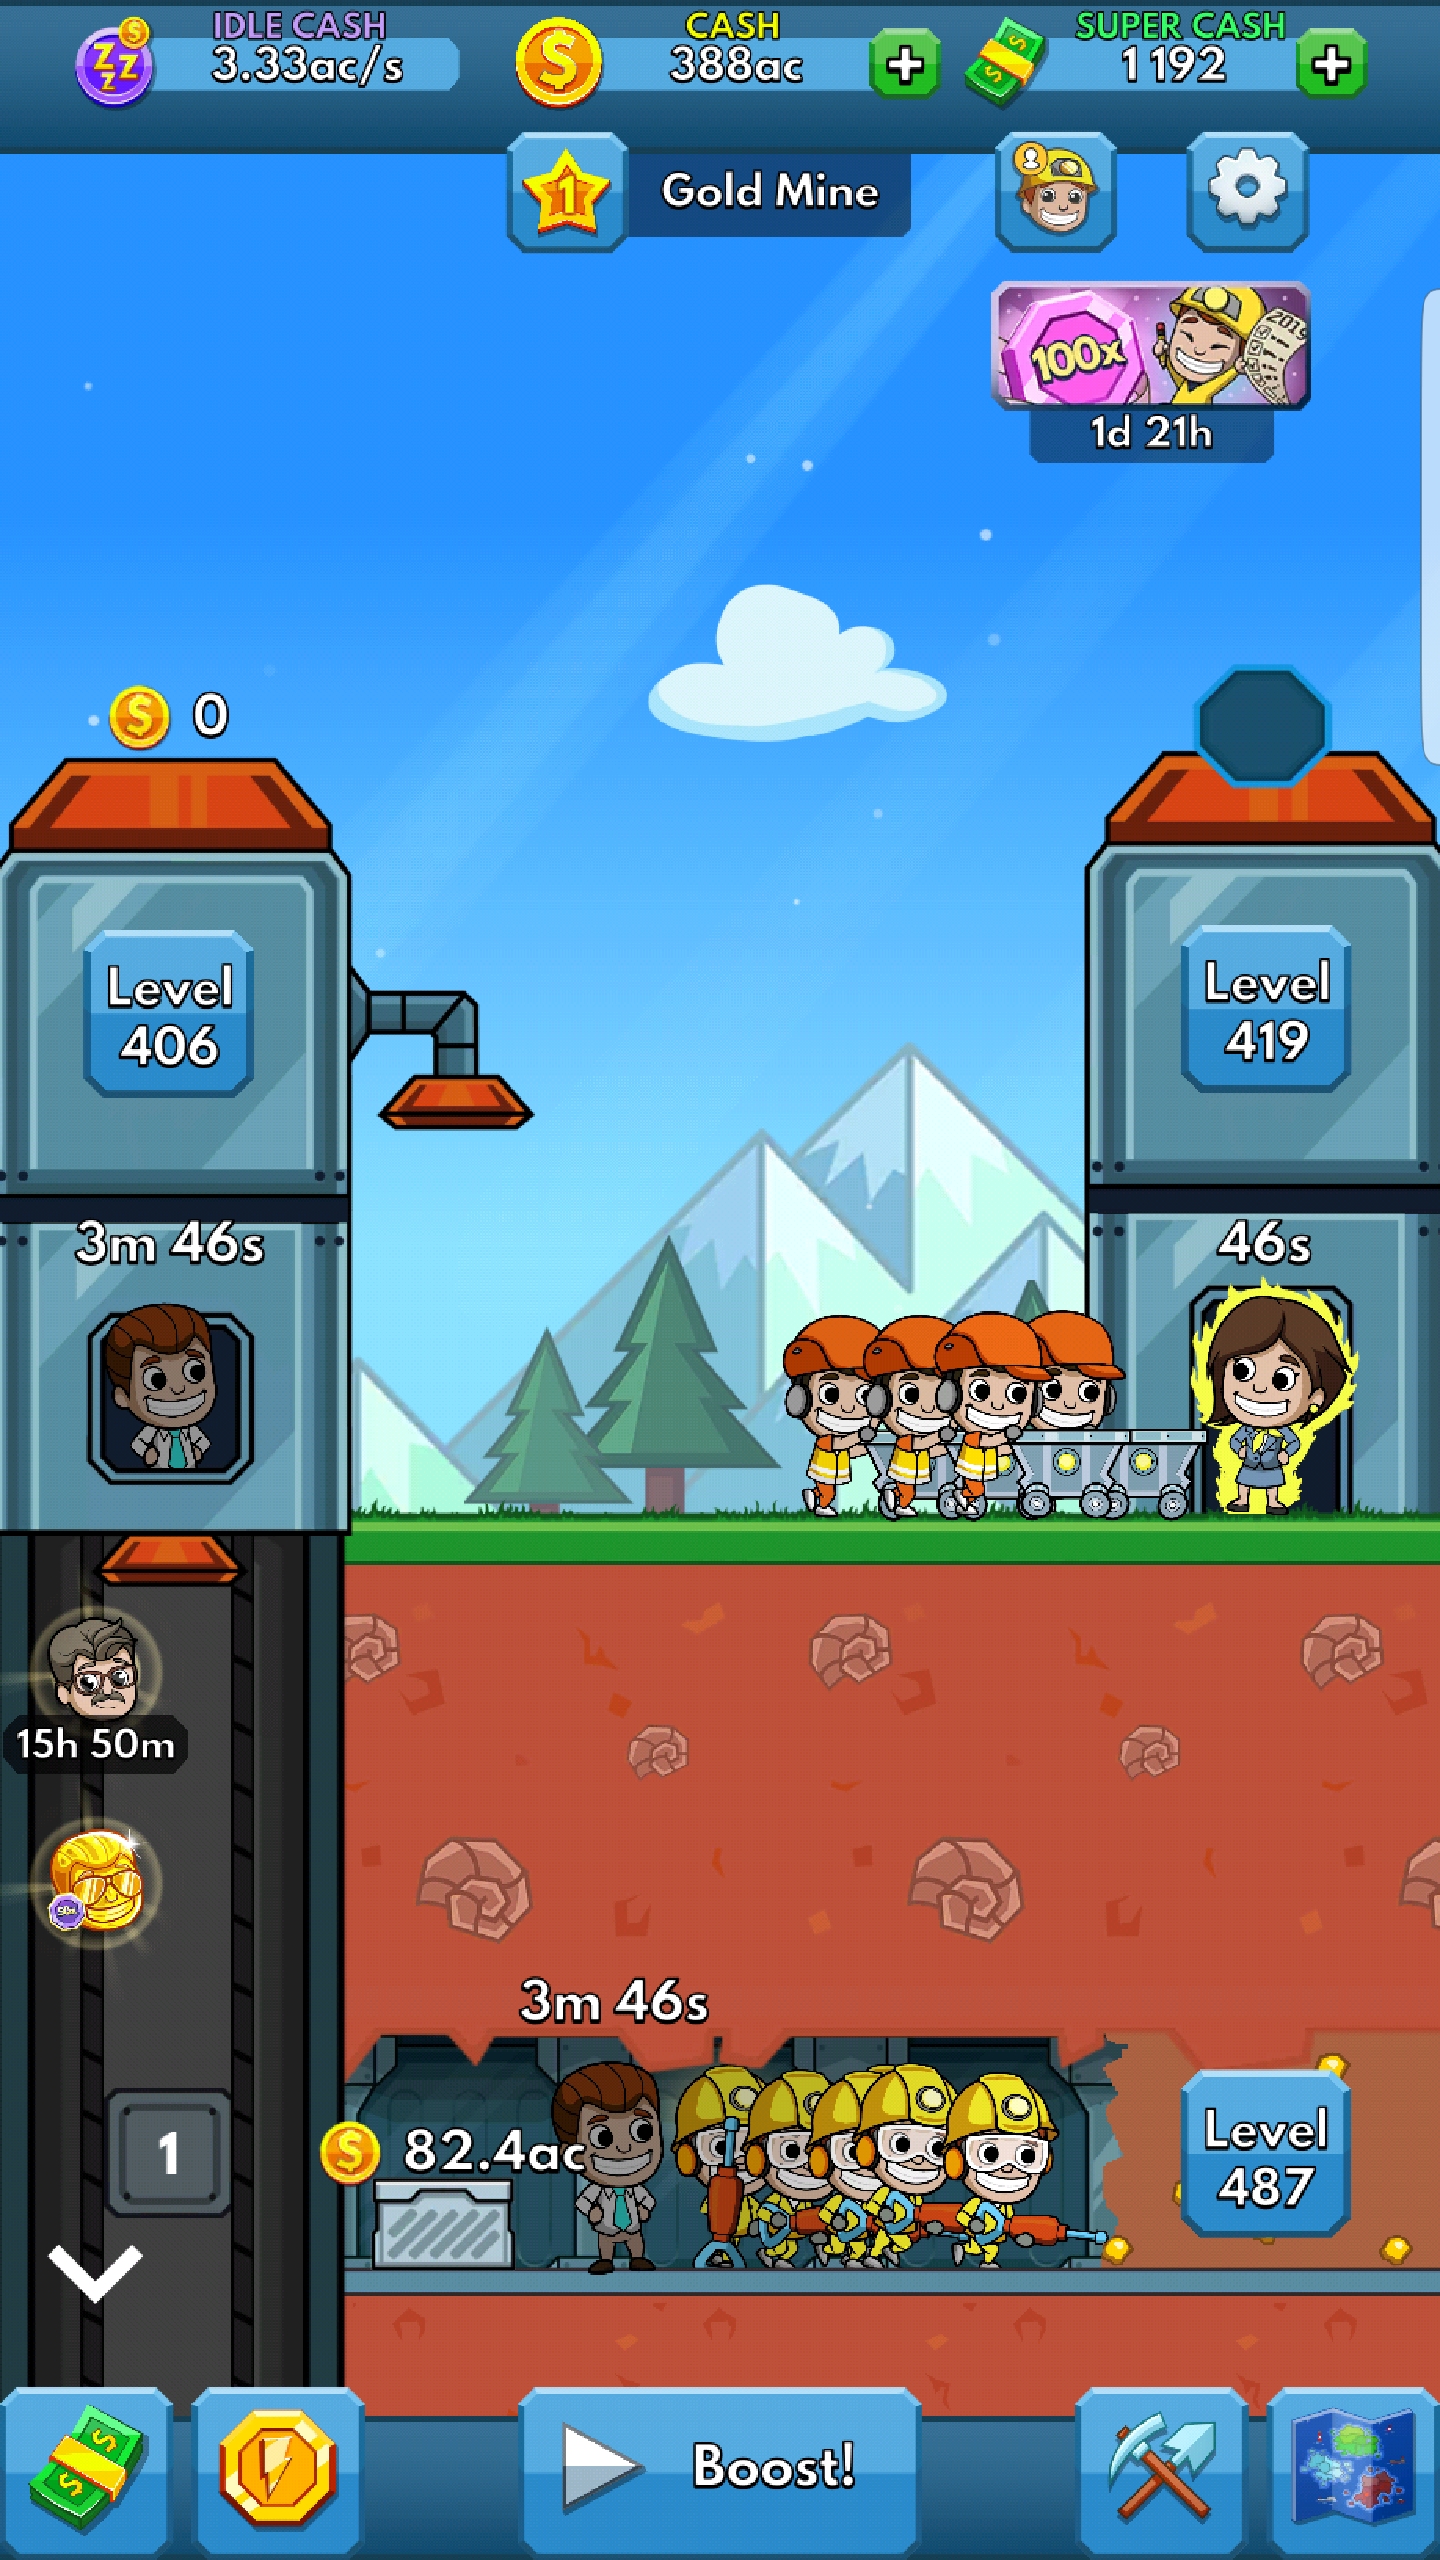 IDLE CASH
3.33ac/s
CASH
388ac
SUPER CASH
1 192
1
Gold Mine
100x
2019
1d 21h
0
Level
406
Level
419
3m 46s
46s
15h 50m
3m 46s
1
82.4ac
Level
487
Boost!